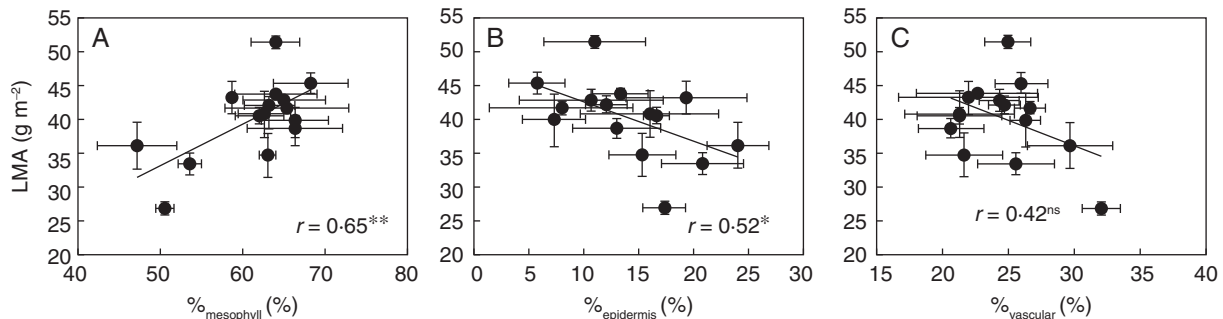 A
B
C
LMA (g m⁻²)
55
50
45
40
35
30
25
20
r = 0·65**
40 50 60 70 80
%mesophyll (%)
55
50
45
40
35
30
25
20
r = 0·52*
0 5 10 15 20 25 30
%epidermis (%)
55
50
45
40
35
30
25
20
r = 0·42ns
15 20 25 30 35 40
%vascular (%)